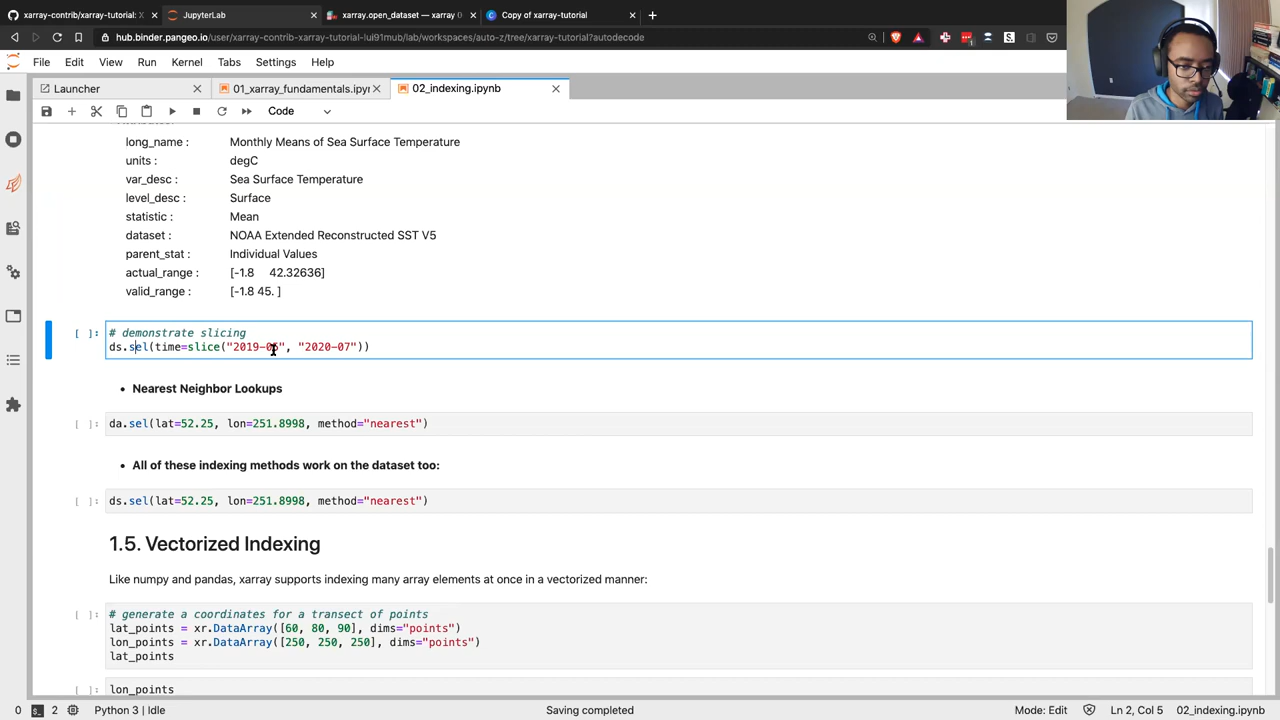 xarray-contrib/xarray-tutorial: X
JupyterLab
xarray.open_dataset — xarray 0
Copy of xarray-tutorial
hub.binder.pangeo.io/user/xarray-contrib-xarray-tutorial-lui91mub/lab/workspaces/auto-z/tree/xarray-tutorial?autodecode
File Edit View Run Kernel Tabs Settings Help
Launcher
01_xarray_fundamentals.ipyn
02_indexing.ipynb
Code
long_name : Monthly Means of Sea Surface Temperature
units : degC
var_desc : Sea Surface Temperature
level_desc : Surface
statistic : Mean
dataset : NOAA Extended Reconstructed SST V5
parent_stat : Individual Values
actual_range : [-1.8 42.32636]
valid_range : [-1.8 45. ]
[ ]: # demonstrate slicing
ds.sel(time=slice("2019-05", "2020-07"))
• Nearest Neighbor Lookups
[ ]: da.sel(lat=52.25, lon=251.8998, method="nearest")
• All of these indexing methods work on the dataset too:
[ ]: ds.sel(lat=52.25, lon=251.8998, method="nearest")
1.5. Vectorized Indexing
Like numpy and pandas, xarray supports indexing many array elements at once in a vectorized manner:
[ ]: # generate a coordinates for a transect of points
lat_points = xr.DataArray([60, 80, 90], dims="points")
lon_points = xr.DataArray([250, 250, 250], dims="points")
lat_points
[ ]: lon_points
0 2 Python 3 | Idle Saving completed Mode: Edit Ln 2, Col 5 02_indexing.ipynb